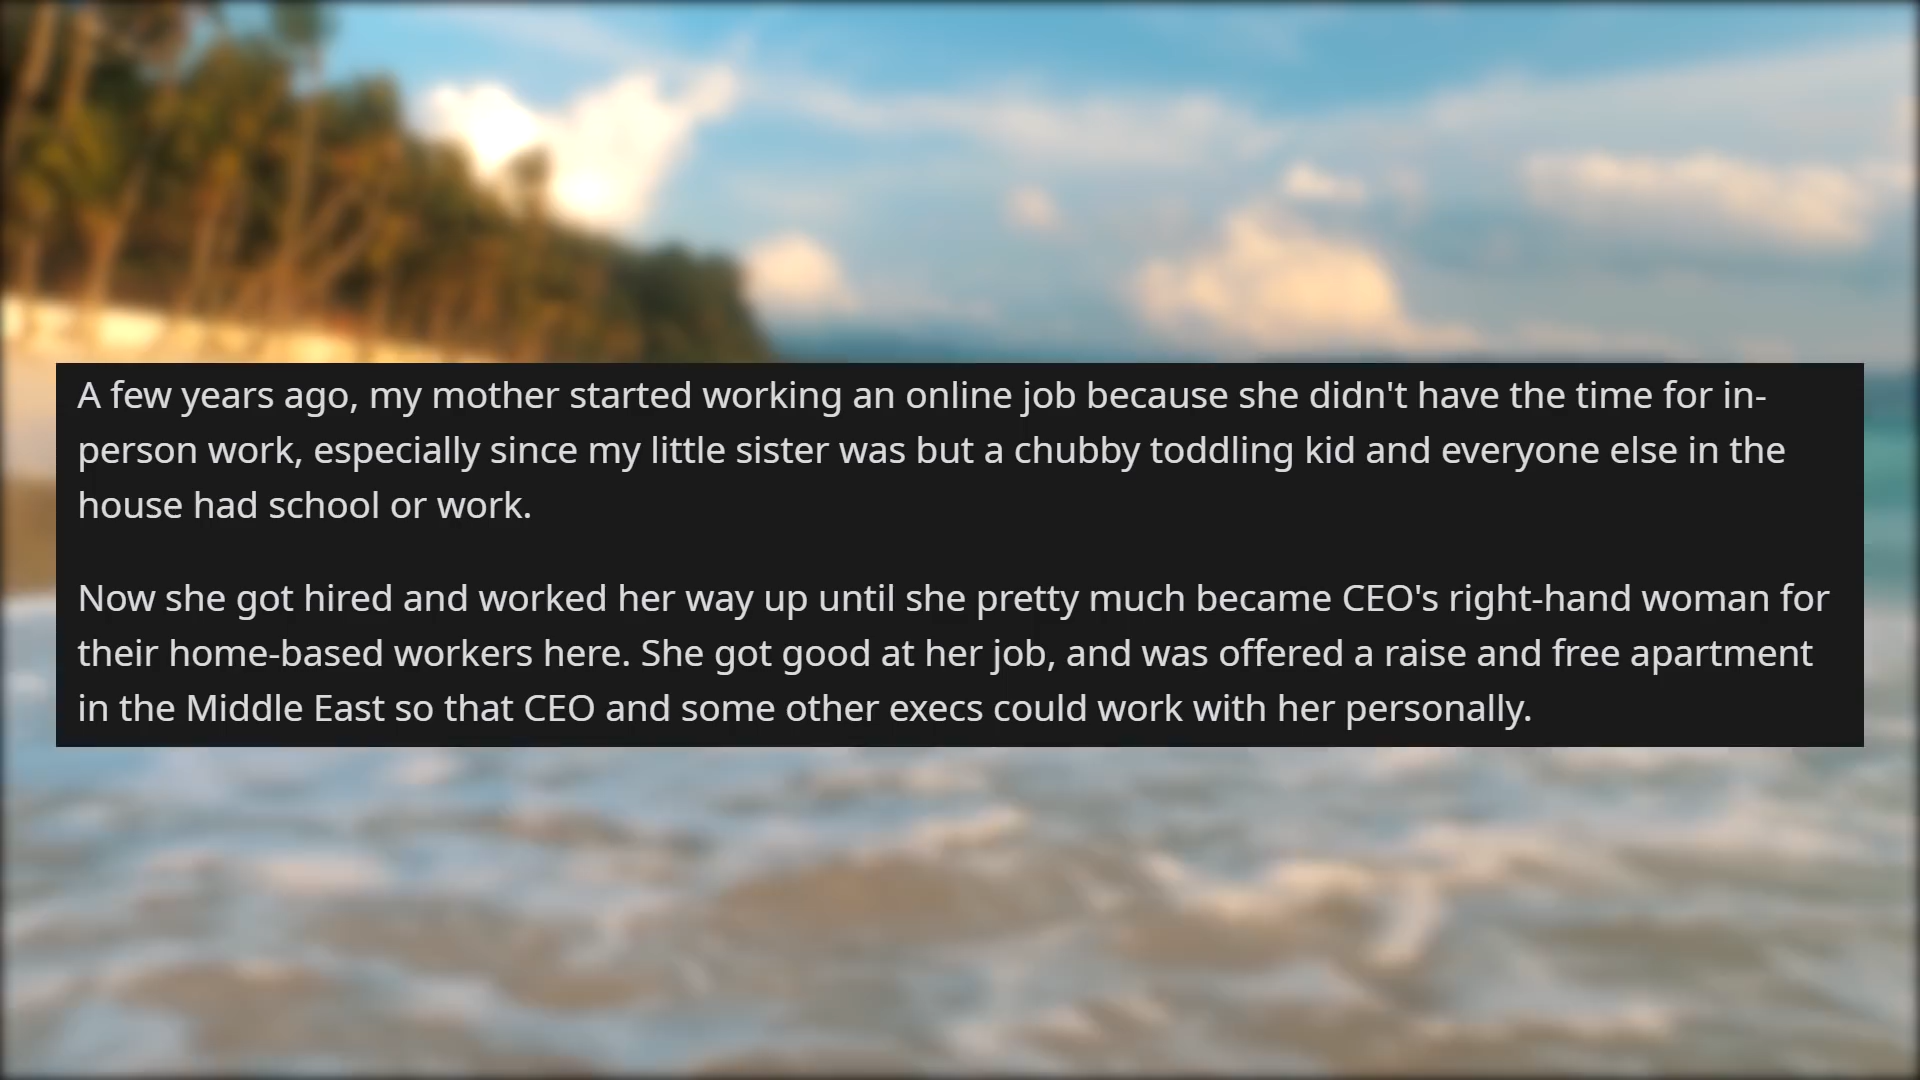 A few years ago, my mother started working an online job because she didn't have the time for in-
person work, especially since my little sister was but a chubby toddling kid and everyone else in the
house had school or work.
Now she got hired and worked her way up until she pretty much became CEO's right-hand woman for
their home-based workers here. She got good at her job, and was offered a raise and free apartment
in the Middle East so that CEO and some other execs could work with her personally.